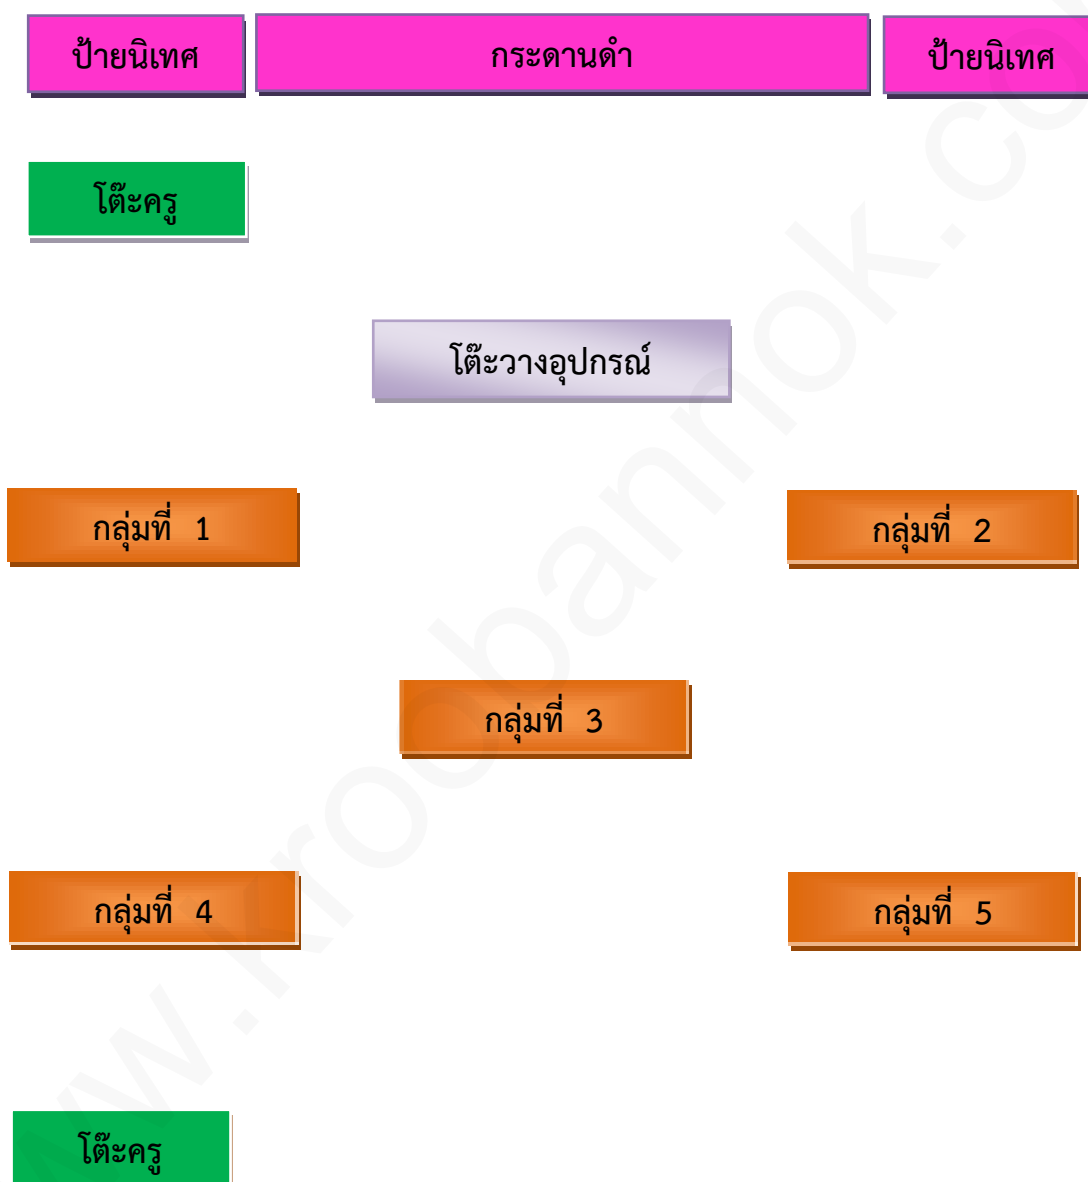 ป้ายนิเทศ กระดานดำ ป้ายนิเทศ
โต๊ะครู
โต๊ะวางอุปกรณ์
กลุ่มที่ 1 กลุ่มที่ 2
กลุ่มที่ 3
กลุ่มที่ 4 กลุ่มที่ 5
โต๊ะครู
www.kroobannok.com